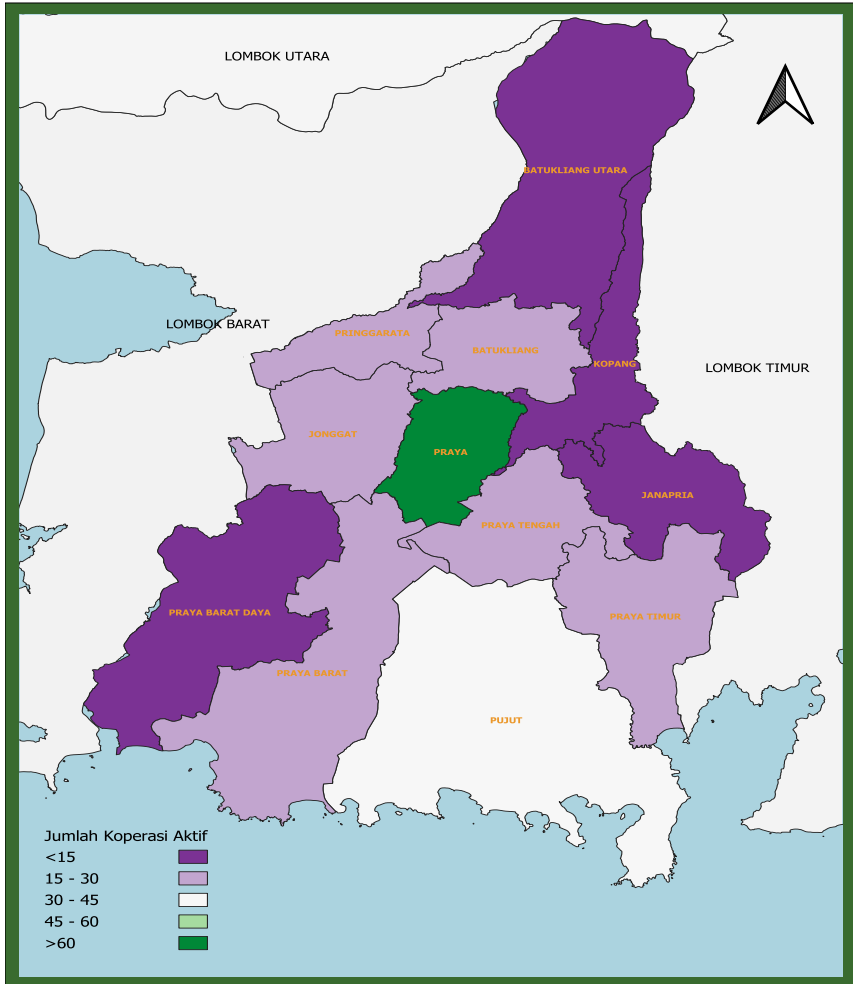 LOMBOK UTARA
BATUKLIANG UTARA
LOMBOK BARAT
PRINGGARATA
BATUKLIANG
KOPANG
LOMBOK TIMUR
JONGGAT
PRAYA
JANAPRIA
PRAYA TENGAH
PRAYA BARAT DAYA
PRAYA TIMUR
PRAYA BARAT
PUJUT
Jumlah Koperasi Aktif
<15
15 - 30
30 - 45
45 - 60
>60